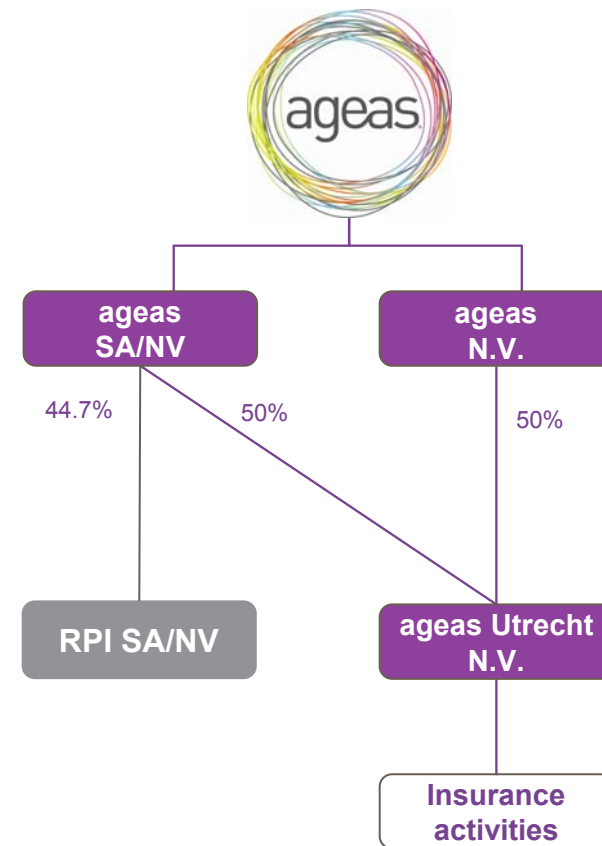 ageas
ageas
SA/NV
ageas
N.V.
44.7%
50%
50%
RPI SA/NV
ageas Utrecht
N.V.
Insurance
activities